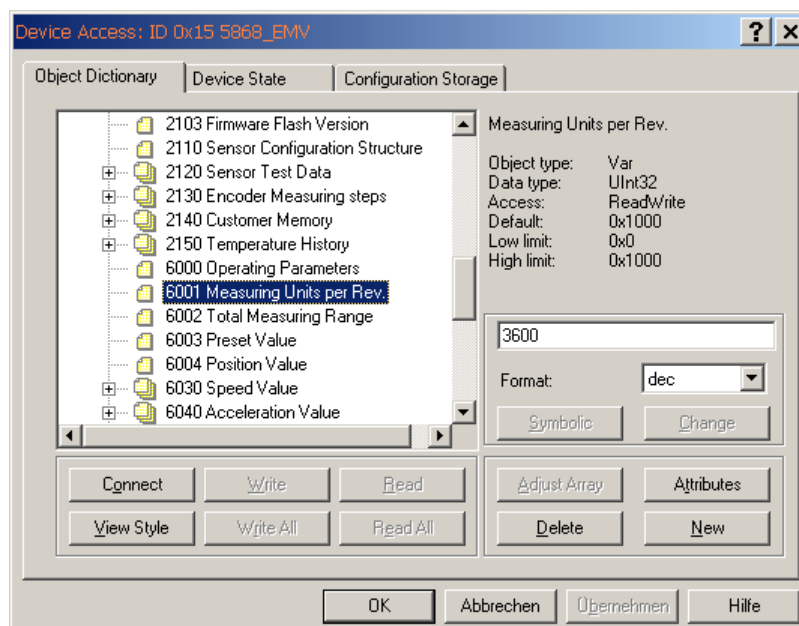 Device Access: ID 0x15 5868_EMV
Object Dictionary
Device State
Configuration Storage
2103 Firmware Flash Version
2110 Sensor Configuration Structure
2120 Sensor Test Data
2130 Encoder Measuring steps
2140 Customer Memory
2150 Temperature History
6000 Operating Parameters
6001 Measuring Units per Rev.
6002 Total Measuring Range
6003 Preset Value
6004 Position Value
6030 Speed Value
6040 Acceleration Value
Measuring Units per Rev.
Object type: Var
Data type: UInt32
Access: ReadWrite
Default: 0x1000
Low limit: 0x0
High limit: 0x1000
3600
Format: dec
Symbolic Change
Connect Write Read
View Style Write All Read All
Adjust Array Attributes
Delete New
OK Abbrechen Übernehmen Hilfe